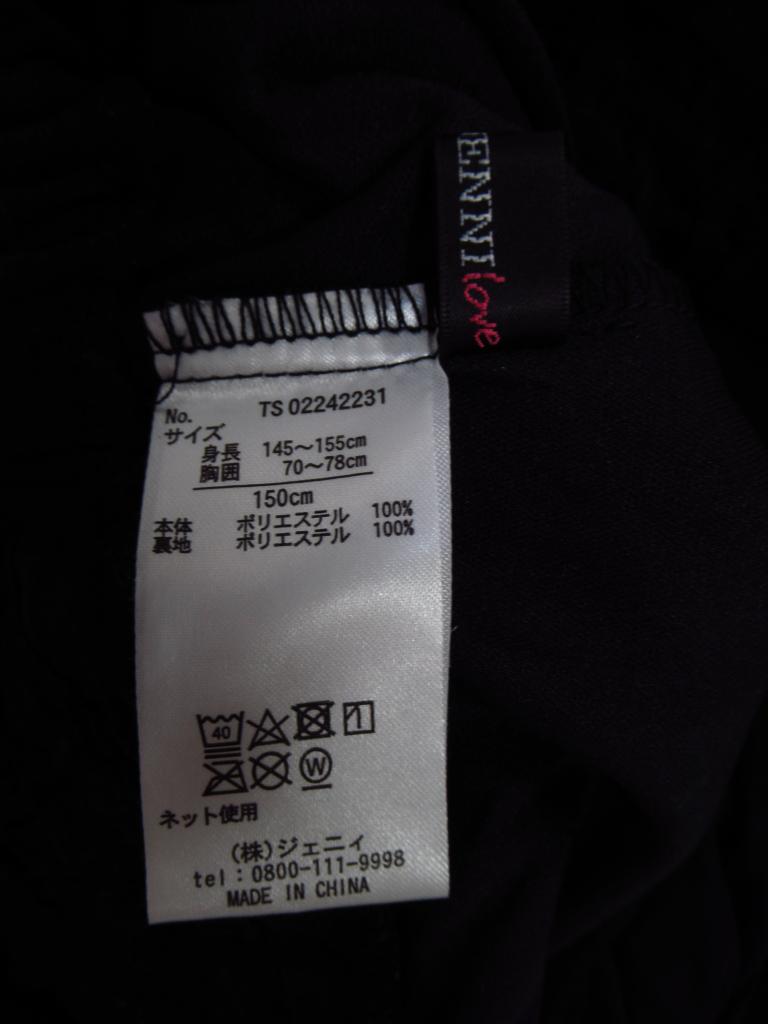 ENNI
love
No. TS 02242231
サイズ
身長 145～155cm
胸囲 70～78cm
150cm
本体 ポリエステル 100%
裏地 ポリエステル 100%
40
W
ネット使用
(株)ジェニィ
tel：0800-111-9998
MADE IN CHINA